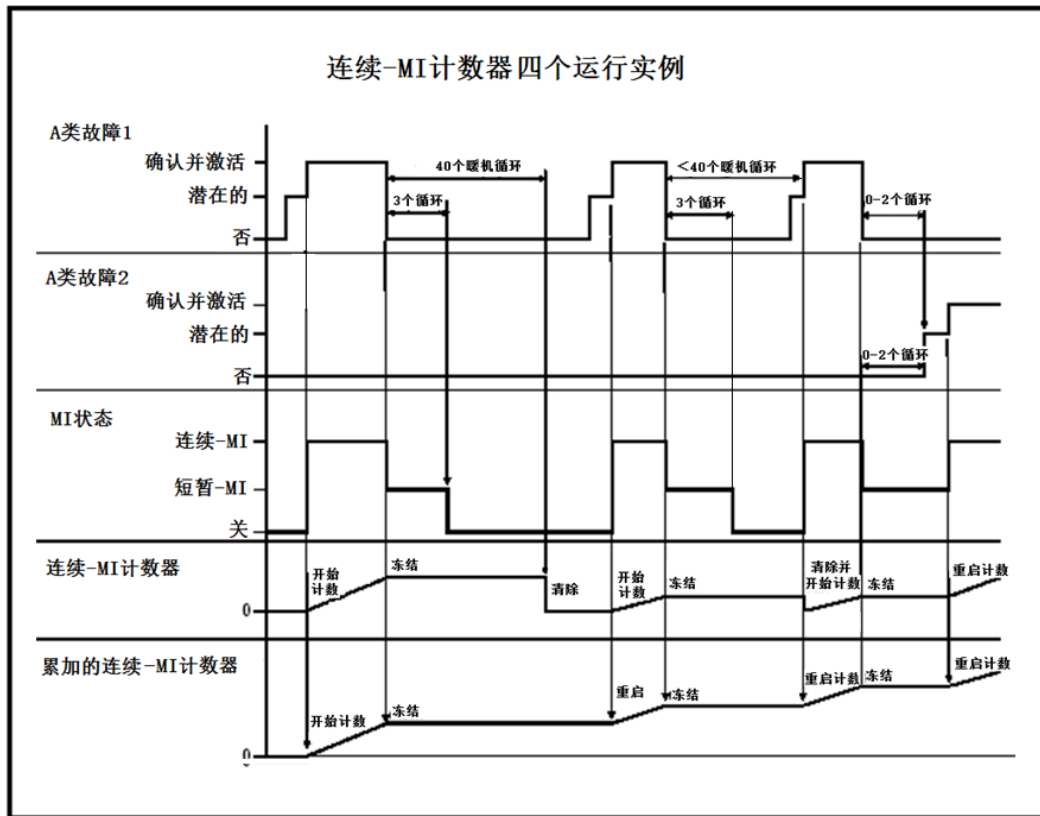 连续-MI计数器四个运行实例
A类故障1
确认并激活
40个暖机循环
<40个暖机循环
潜在的
3个循环
3个循环
0-2个循环
否
A类故障2
确认并激活
潜在的
0-2个循环
否
MI状态
连续-MI
短暂-MI
关
连续-MI计数器
开始
计数
冻结
清除
开始
计数
冻结
清除并
开始计数
冻结
重启计数
0
累加的连续-MI计数器
开始计数
冻结
重启
冻结
重启计数
冻结
重启计数
0